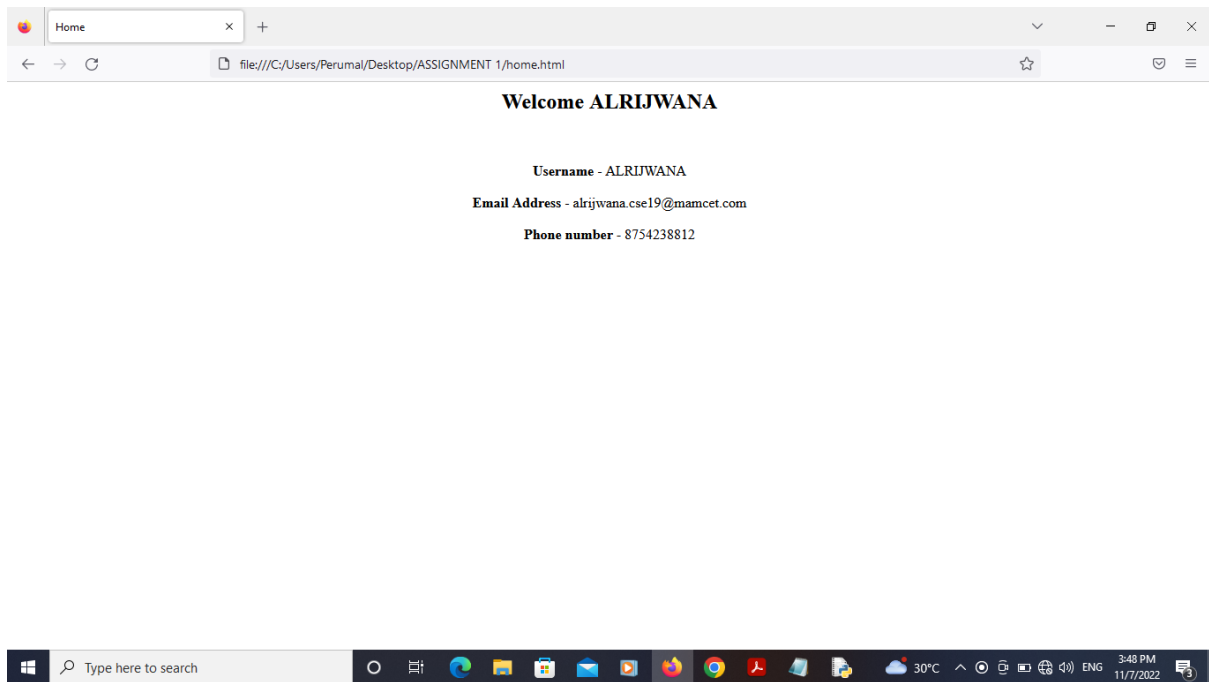 Home
file:///C:/Users/Perumal/Desktop/ASSIGNMENT 1/home.html
Welcome ALRIJWANA
Username - ALRIJWANA
Email Address - alrijwana.cse19@mamcet.com
Phone number - 8754238812
Type here to search
30°C
ENG
3:48 PM
11/7/2022
3